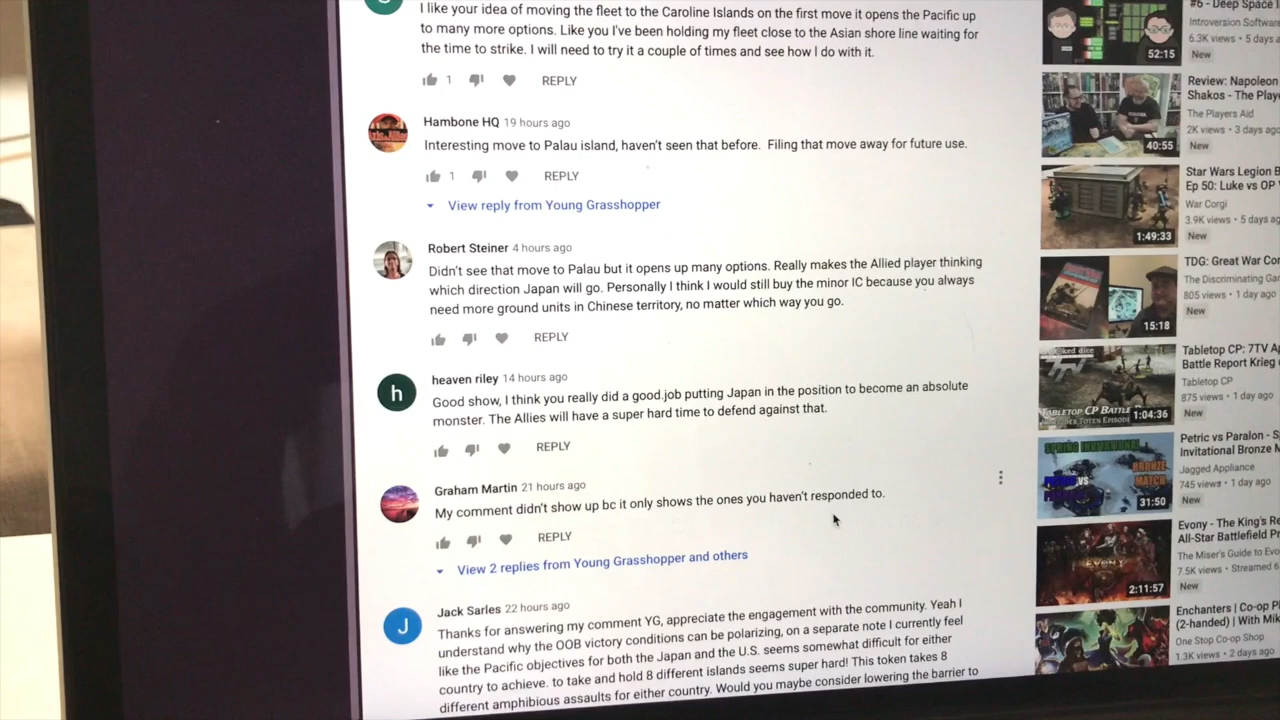 I like your idea of moving the fleet to the Caroline Islands on the first move it opens the Pacific up
to many more options. Like you I've been holding my fleet close to the Asian shore line waiting for
the time to strike. I will need to try it a couple of times and see how I do with it.
1
REPLY
Hambone HQ 19 hours ago
Interesting move to Palau island, haven't seen that before. Filing that move away for future use.
1
REPLY
View reply from Young Grasshopper
Robert Steiner 4 hours ago
Didn't see that move to Palau but it opens up many options. Really makes the Allied player thinking
which direction Japan will go. Personally I think I would still buy the minor IC because you always
need more ground units in Chinese territory, no matter which way you go.
REPLY
h
heaven riley 14 hours ago
Good show, I think you really did a good.job putting Japan in the position to become an absolute
monster. The Allies will have a super hard time to defend against that.
REPLY
Graham Martin 21 hours ago
My comment didn't show up bc it only shows the ones you haven't responded to.
REPLY
View 2 replies from Young Grasshopper and others
J
Jack Sarles 22 hours ago
Thanks for answering my comment YG, appreciate the engagement with the community. Yeah I
understand why the OOB victory conditions can be polarizing, on a separate note I currently feel
like the Pacific objectives for both the Japan and the U.S. seems somewhat difficult for either
country to achieve. to take and hold 8 different islands seems super hard! This token takes 8
different amphibious assaults for either country. Would you maybe consider lowering the barrier to
#6 - Deep Space
Introversion Software
6.3K views • 5 days
New
52:15
Review: Napoleon
Shakos - The Playe
The Players Aid
2K views • 3 days ago
New
40:55
Star Wars Legion B
Ep 50: Luke vs OP
War Corgi
3.9K views • 5 days
New
1:49:33
TDG: Great War Co
The Discriminating Ga
805 views • 1 day ago
New
15:18
Tabletop CP: 7TV A
Battle Report Krieg
Tabletop CP
875 views • 1 day ago
New
TABLETOP CP BATTLE
1:04:36
Petric vs Paralon - S
Invitational Bronze M
Jagged Appliance
745 views • 1 day ago
New
SPRING INVITATIONAL
BRONZE
VS
MATCH
31:50
Evony - The King's Re
All-Star Battlefield Pr
The Miser's Guide to Evo
7.5K views • Streamed 6
New
EVONY
2:11:57
Enchanters | Co-op Pl
(2-handed) | With Mik
One Stop Co-op Shop
1.3K views • 2 days ago